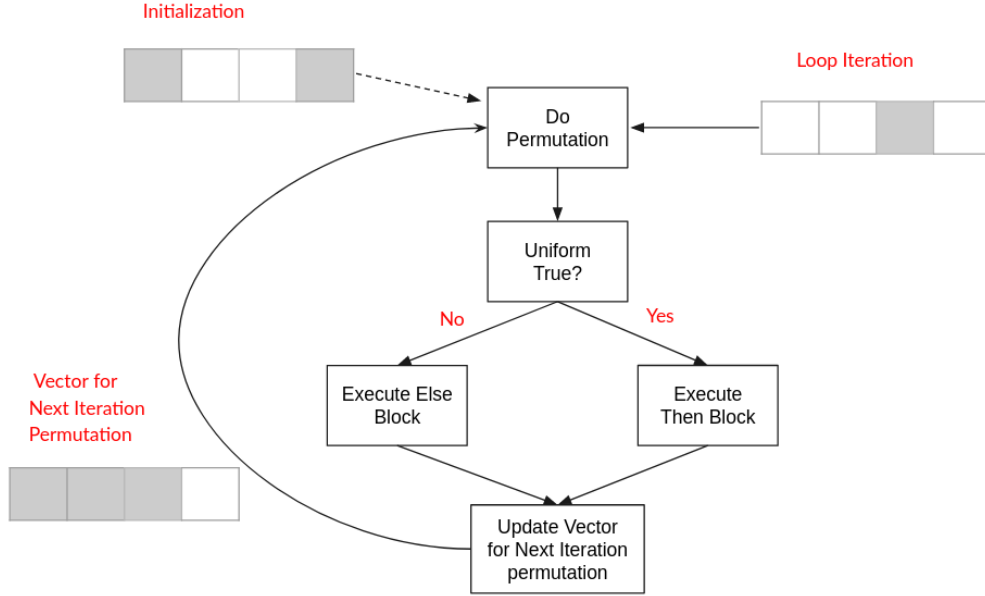 Initialization
Loop Iteration
Do
Permutation
Uniform
True?
No
Yes
Vector for
Next Iteration
Permutation
Execute Else
Block
Execute
Then Block
Update Vector
for Next Iteration
permutation